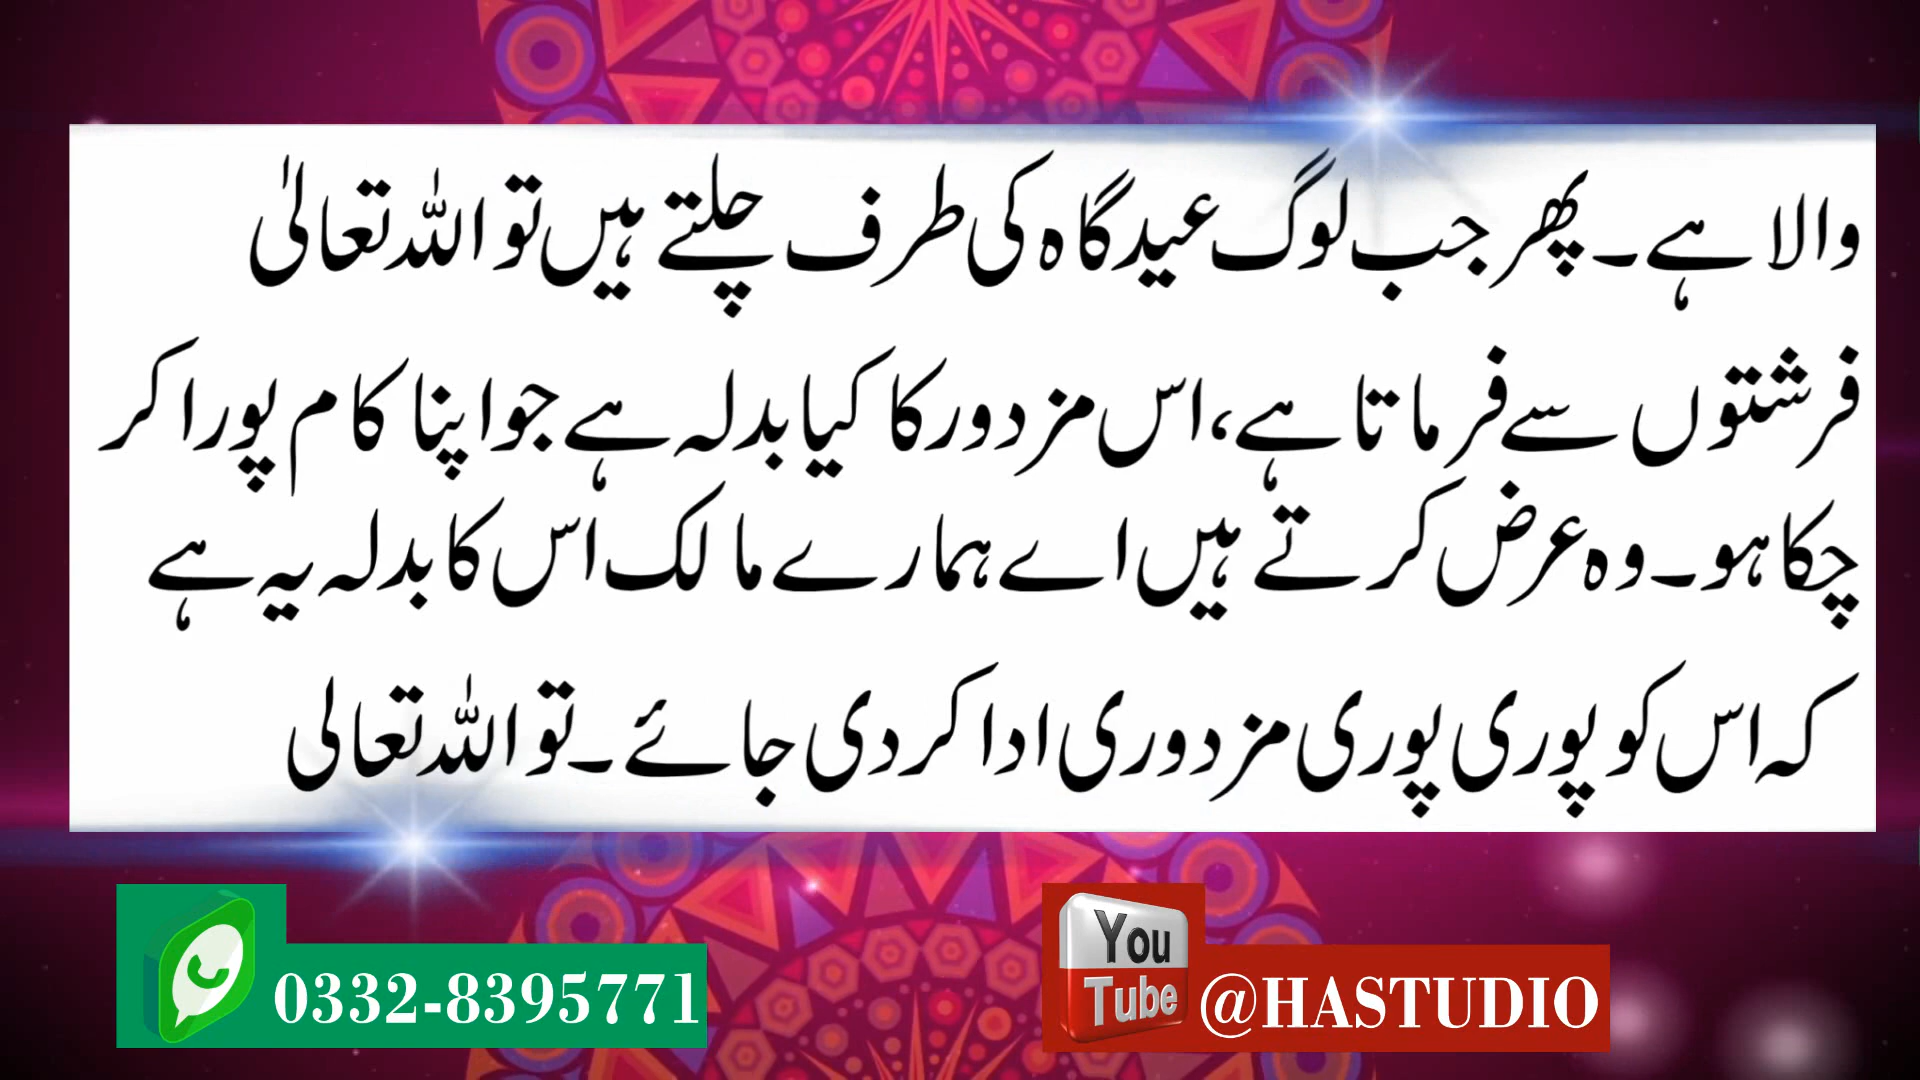 والا ہے۔ پھر جب لوگ عیدگاہ کی طرف چلتے ہیں تو اللہ تعالیٰ
فرشتوں سے فرماتا ہے، اس مزدور کا کیا بدلہ ہے جو اپنا کام پورا کر
چکا ہو۔ وہ عرض کرتے ہیں اے ہمارے مالک اس کا بدلہ یہ ہے
کہ اس کو پوری پوری مزدوری ادا کر دی جائے۔ تو اللہ تعالی
0332-8395771
You
Tube
@HASTUDIO